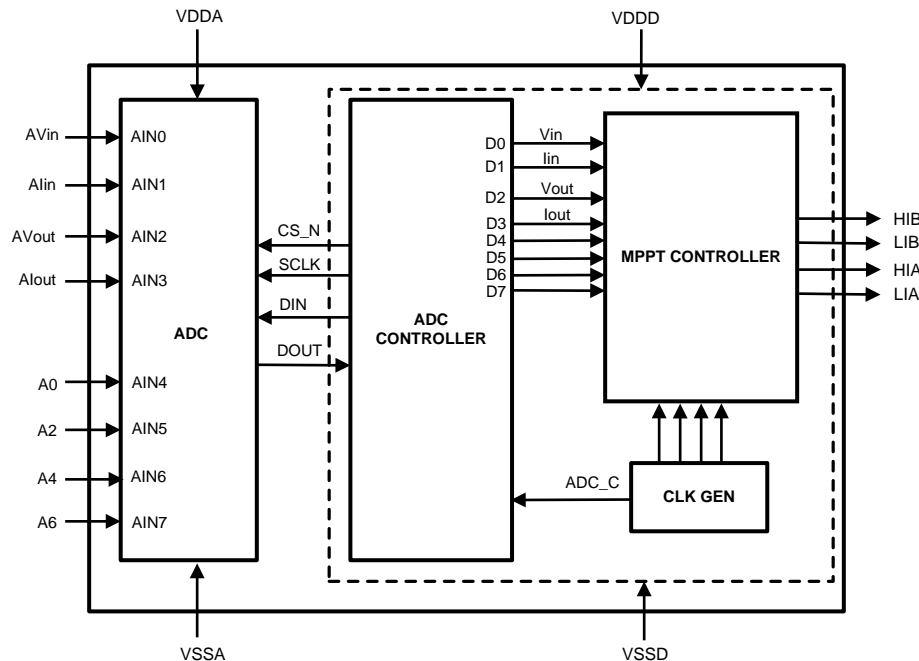 VDDA
VDDD
AVin
AIin
AVout
AIout
A0
A2
A4
A6
AIN0
AIN1
AIN2
AIN3
ADC
AIN4
AIN5
AIN6
AIN7
CS_N
SCLK
DIN
DOUT
ADC
CONTROLLER
D0
D1
D2
D3
D4
D5
D6
D7
Vin
Iin
Vout
Iout
MPPT CONTROLLER
HIB
LIB
HIA
LIA
ADC_C
CLK GEN
VSSA
VSSD